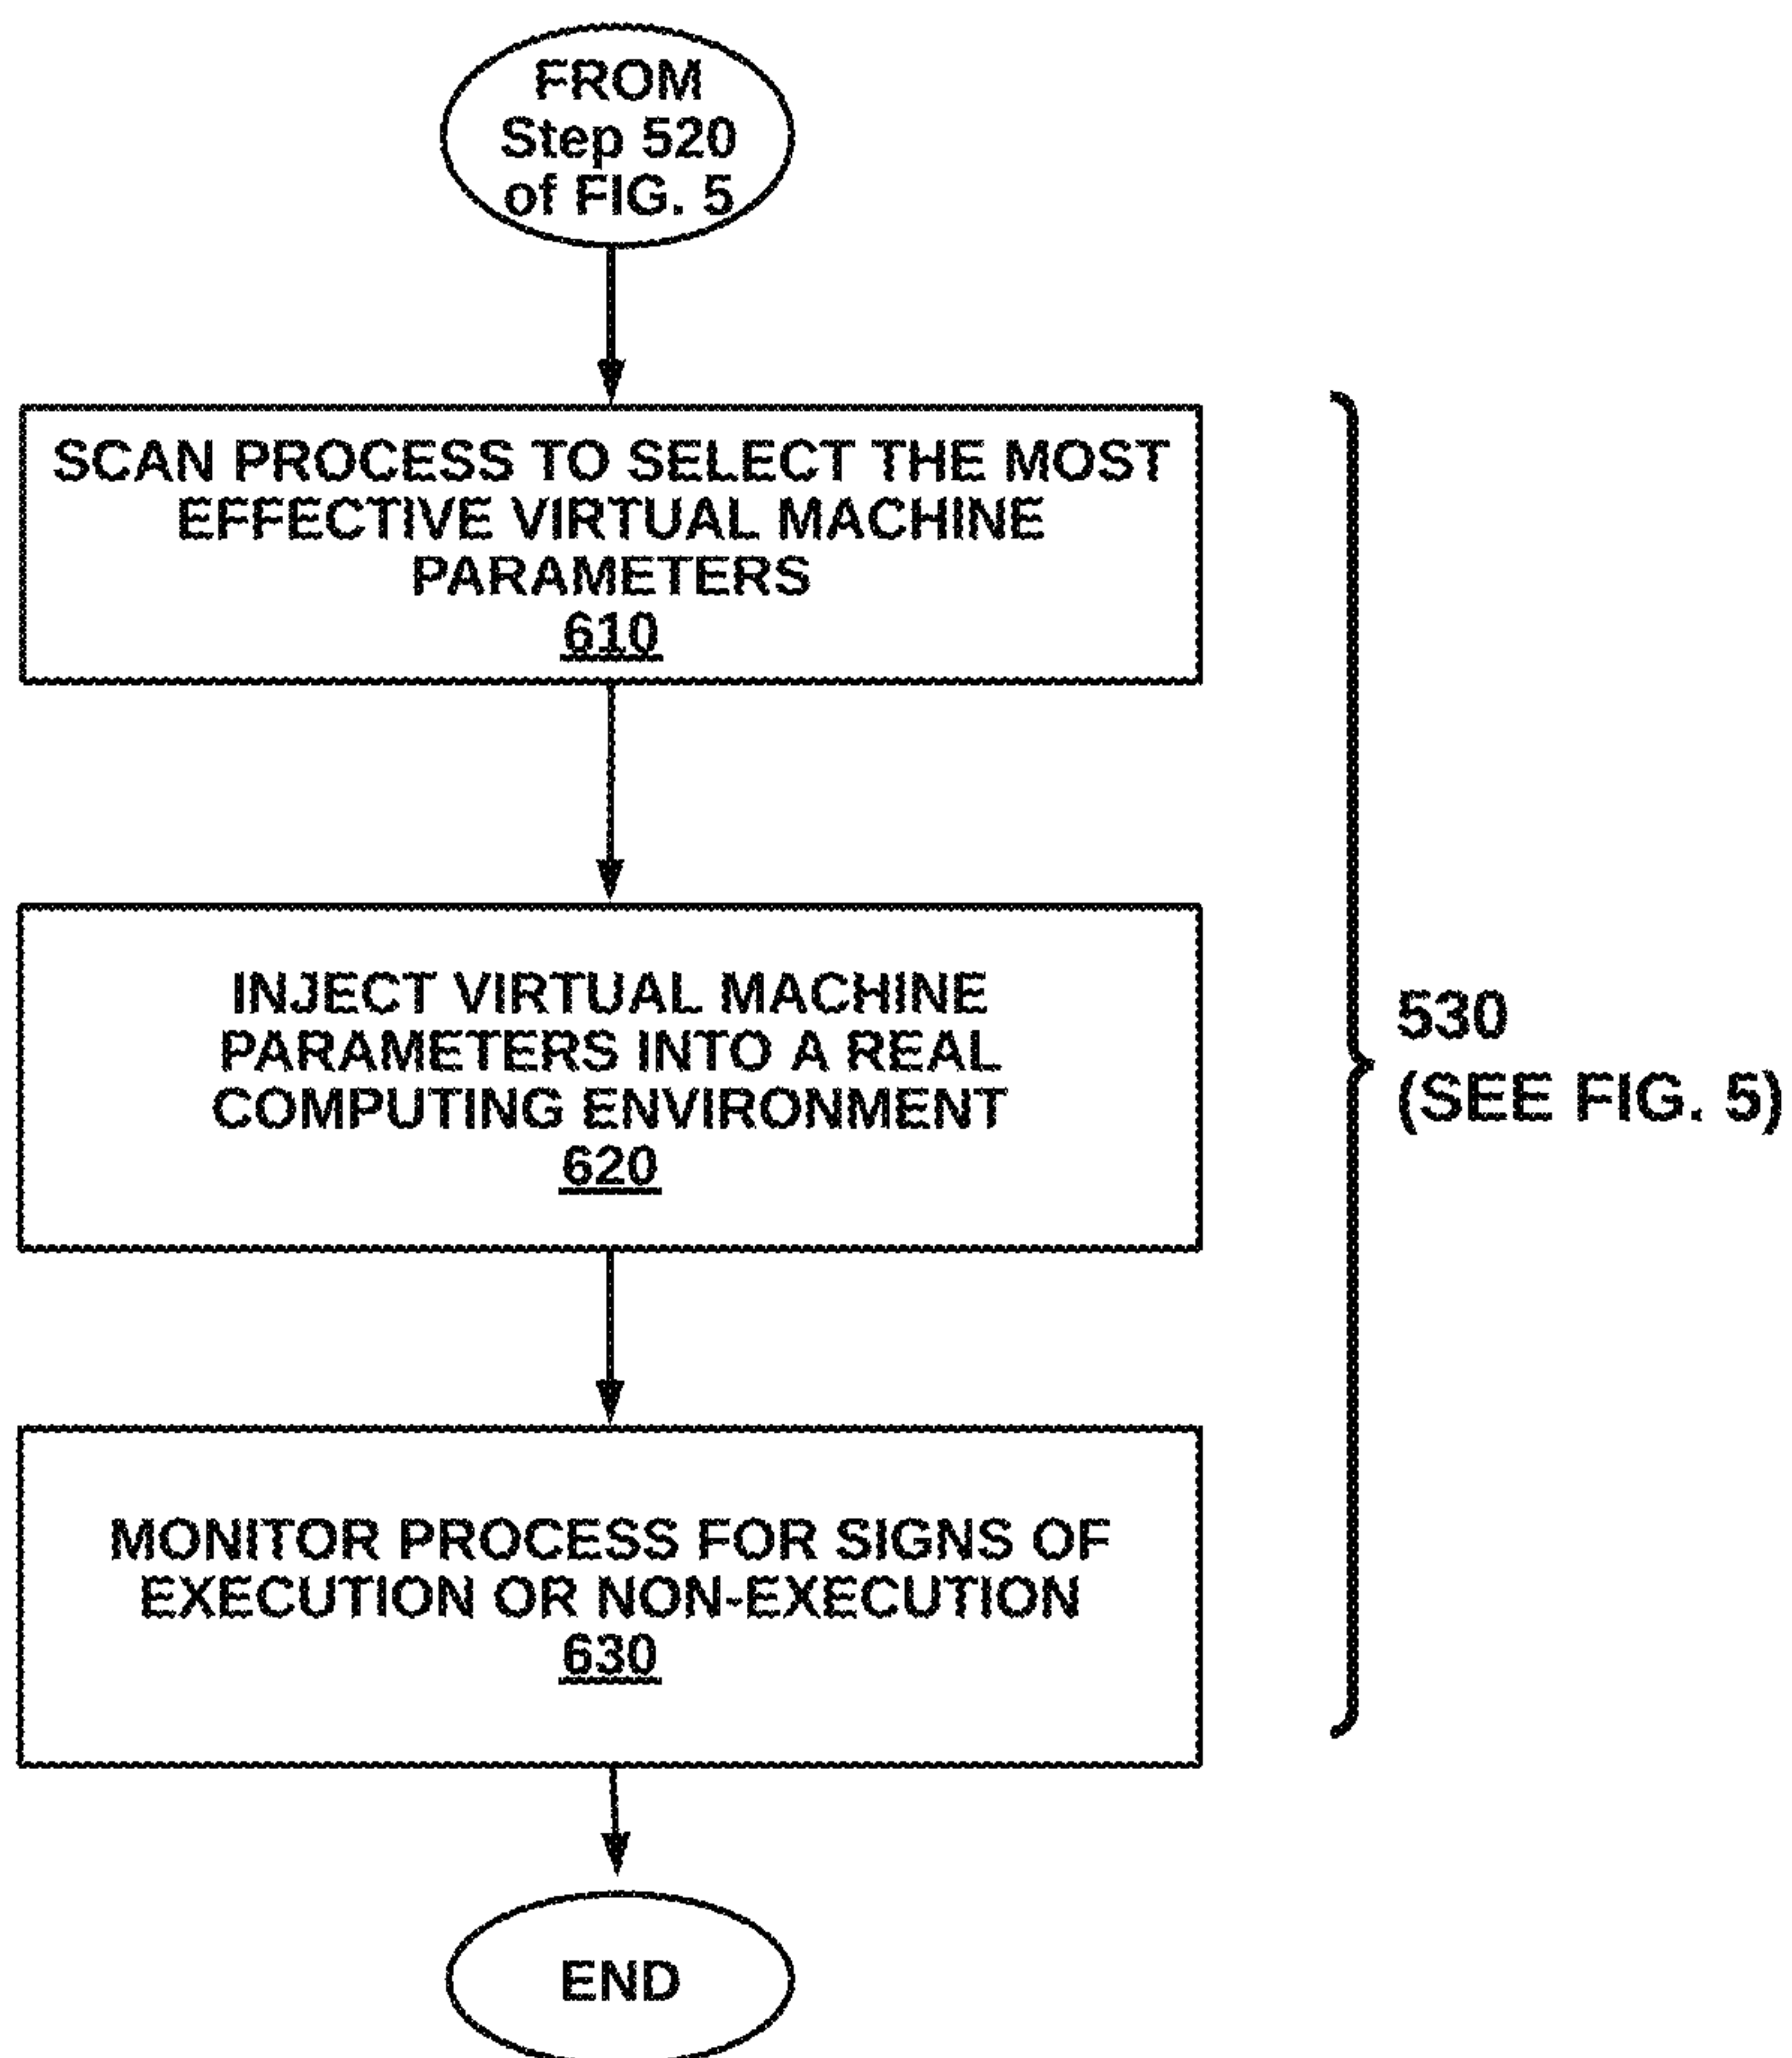 FROM
Step 520
of FIG. 5
SCAN PROCESS TO SELECT THE MOST
EFFECTIVE VIRTUAL MACHINE
PARAMETERS
610
INJECT VIRTUAL MACHINE
PARAMETERS INTO A REAL
COMPUTING ENVIRONMENT
620
530
(SEE FIG. 5)
MONITOR PROCESS FOR SIGNS OF
EXECUTION OR NON-EXECUTION
630
END